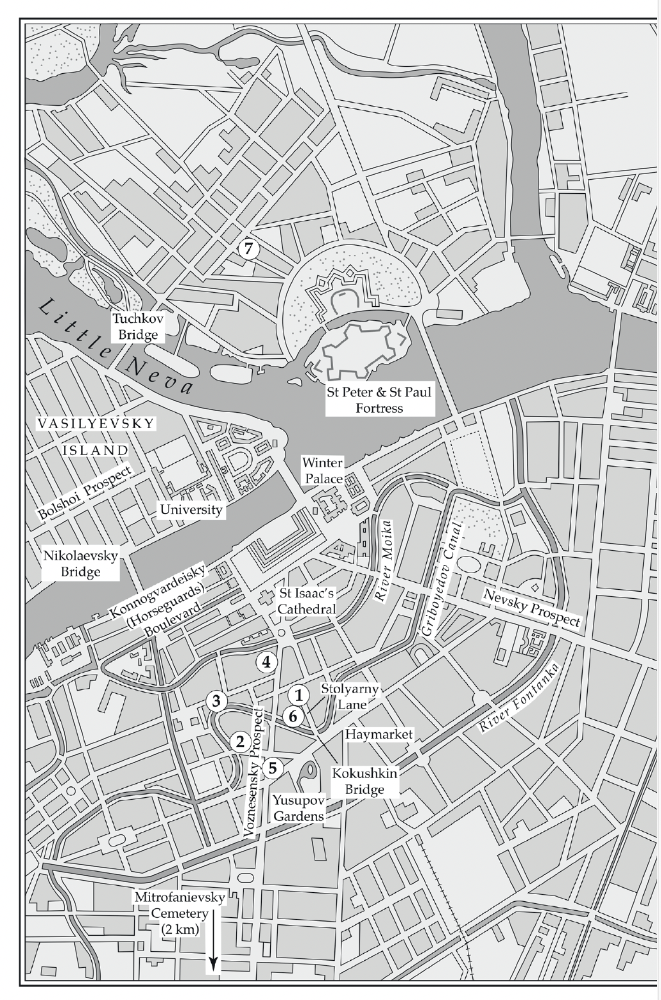 7
Tuchkov
Bridge
Little Neva
St Peter & St Paul
Fortress
VASILYEVSKY
ISLAND
Bolshoi Prospect
Winter
Palace
University
River Moika
Griboyedov Canal
Nikolaevsky
Bridge
Konnogvardeisky
(Horseguards)
Boulevard
St Isaac's
Cathedral
Nevsky Prospect
4
River Fontanka
Stolyarny
Lane
1
3
6
Haymarket
2
Voznesensky Prospect
5
Kokushkin
Bridge
Yusupov
Gardens
Mitrofanievsky
Cemetery
(2 km)